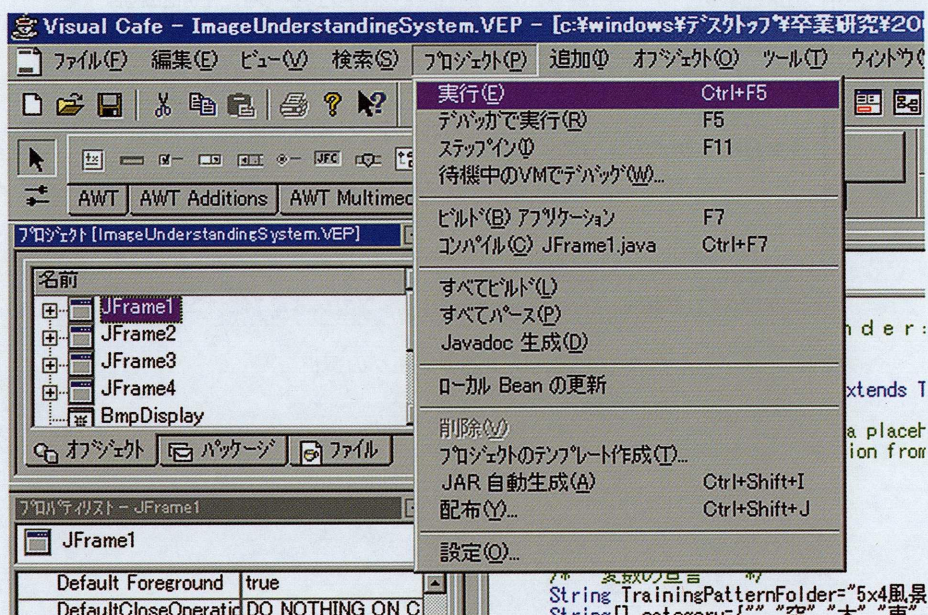 Visual Cafe - ImageUnderstandingSystem.VEP - [c:¥windows¥ﾃﾞｽｸﾄｯﾌﾟ¥卒業研究¥20
ﾌｧｲﾙ(F) 編集(E) ﾋﾞｭｰ(V) 検索(S) ﾌﾟﾛｼﾞｪｸﾄ(P) 追加(I) ｵﾌﾞｼﾞｪｸﾄ(O) ﾂｰﾙ(T) ｳｨﾝﾄﾞｳ(
実行(E) Ctrl+F5
ﾃﾞﾊﾞｯｶﾞで実行(R) F5
ｽﾃｯﾌﾟｲﾝ(I) F11
待機中のVMでﾃﾞﾊﾞｯｸﾞ(W)...
ﾋﾞﾙﾄﾞ(B) ｱﾌﾟﾘｹｰｼｮﾝ F7
ｺﾝﾊﾟｲﾙ(C) JFrame1.java Ctrl+F7
すべてﾋﾞﾙﾄﾞ(L)
すべてﾊﾟｰｽ(P)
Javadoc 生成(D)
ﾛｰｶﾙ Bean の更新
削除(V)
ﾌﾟﾛｼﾞｪｸﾄのﾃﾝﾌﾟﾚｰﾄ作成(T)...
JAR 自動生成(A) Ctrl+Shift+I
配布(Y)...  Ctrl+Shift+J
設定(O)...
JFC
AWT AWT Additions AWT Multimed
ﾌﾟﾛｼﾞｪｸﾄ [ImageUnderstandingSystem.VEP]
名前
JFrame1
JFrame2
JFrame3
JFrame4
BmpDisplay
ｵﾌﾞｼﾞｪｸﾄ ﾊﾟｯｹｰｼﾞ ﾌｧｲﾙ
ﾌﾟﾛﾊﾟﾃｨﾘｽﾄ - JFrame1
JFrame1
Default Foreground true
DefaultCloseOperatio DO NOTHING ON C
n d e r :
xtends T
a placeh
ion from
/* 変数の宣言 */
String TrainingPatternFolder="5x4風景
String[] category={"" "空" "木" "車"